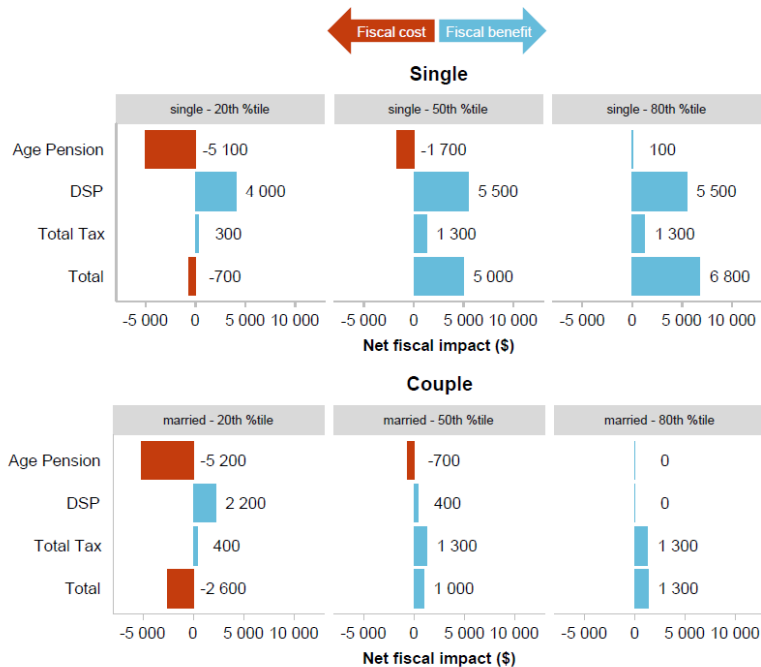 Fiscal cost Fiscal benefit
Single
single - 20th %tile single - 50th %tile single - 80th %tile
Age Pension -5 100 -1 700 100
DSP 4 000 5 500 5 500
Total Tax 300 1 300 1 300
Total -700 5 000 6 800
-5 000 0 5 000 10 000 -5 000 0 5 000 10 000 -5 000 0 5 000 10 000
Net fiscal impact ($)
Couple
married - 20th %tile married - 50th %tile married - 80th %tile
Age Pension -5 200 -700 0
DSP 2 200 400 0
Total Tax 400 1 300 1 300
Total -2 600 1 000 1 300
-5 000 0 5 000 10 000 -5 000 0 5 000 10 000 -5 000 0 5 000 10 000
Net fiscal impact ($)